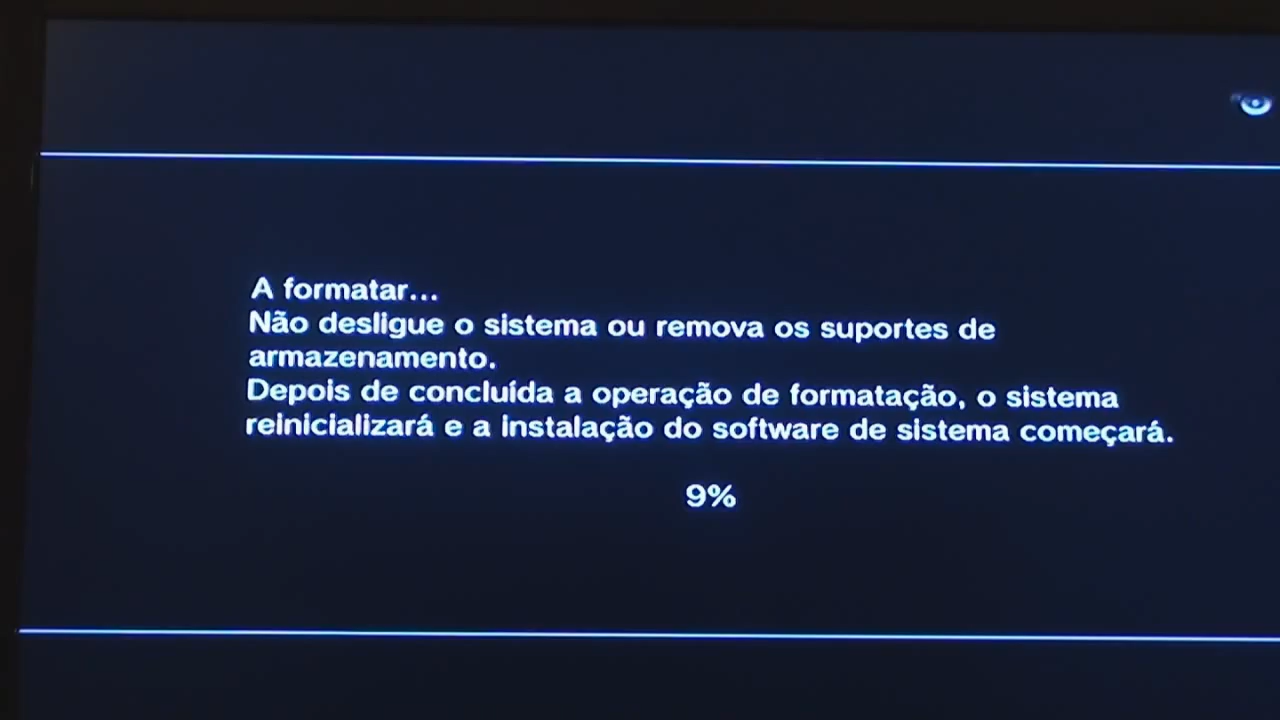 A formatar...
Não desligue o sistema ou remova os suportes de
armazenamento.
Depois de concluída a operação de formatação, o sistema
reinicializará e a instalação do software de sistema começará.
9%